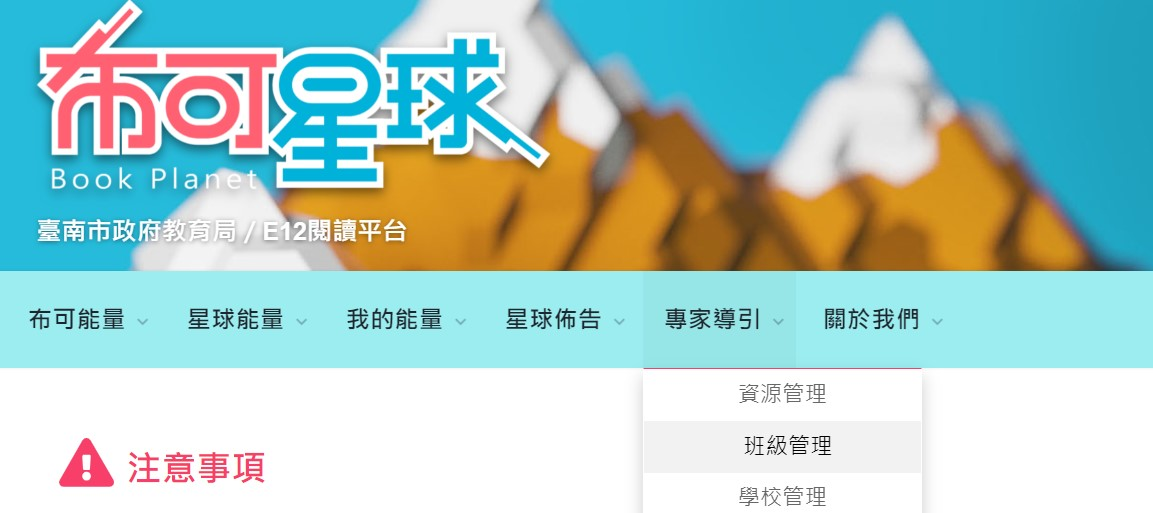 布可星球
Book Planet
臺南市政府教育局 / E12閱讀平台
布可能量 星球能量 我的能量 星球佈告 專家導引 關於我們
資源管理
班級管理
學校管理
注意事項